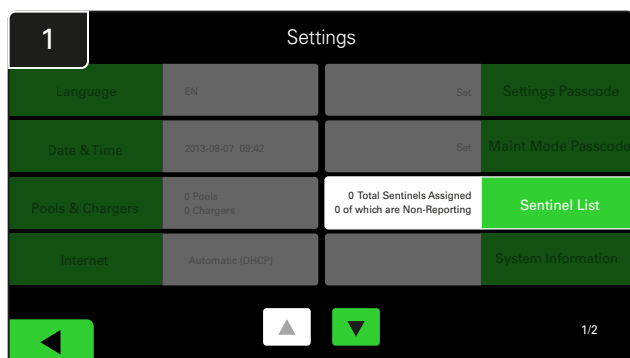 1
Settings
Language
EN
Set
Settings Passcode
Date & Time
2013-08-07 09:42
Set
Maint Mode Passcode
Pools & Chargers
0 Pools
0 Chargers
0 Total Sentinels Assigned
0 of which are Non-Reporting
Sentinel List
Internet
Automatic (DHCP)
System Information
1/2